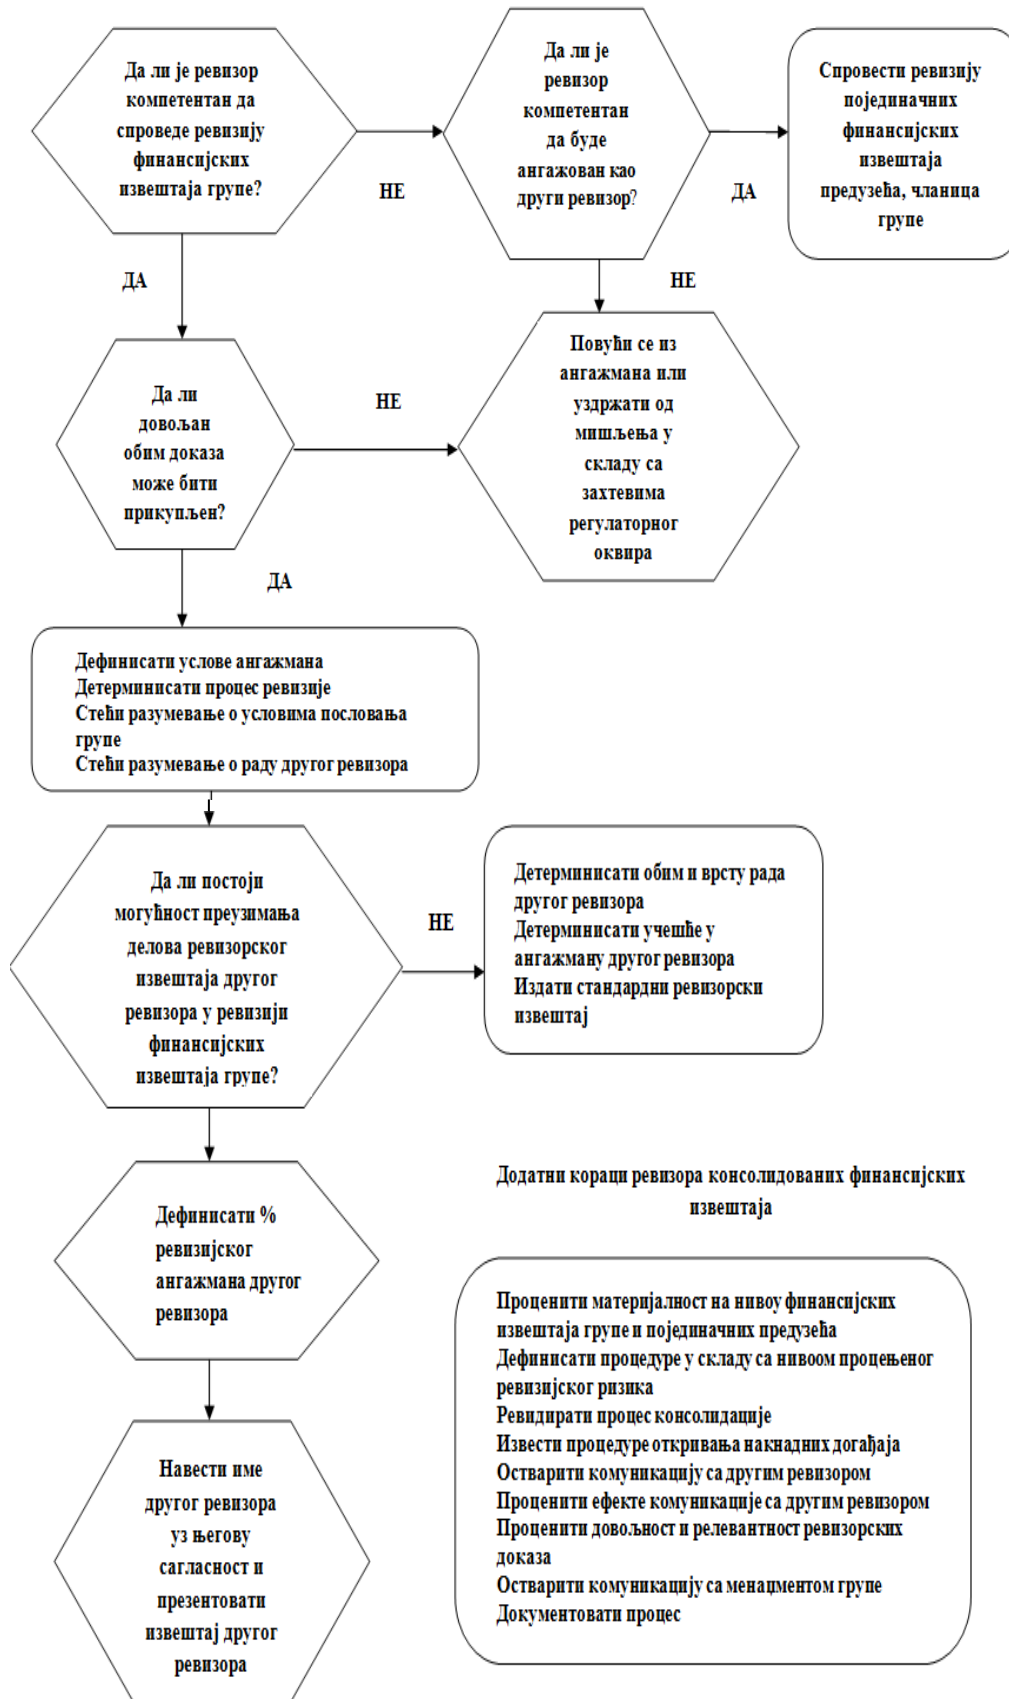 Да ли је ревизор
компетентан да
спроведе ревизију
финансијских
извештаја групе?
НЕ
Да ли је
ревизор
компетентан
да буде
ангажован као
други ревизор?
ДА
Спровести ревизију
појединачних
финансијских
извештаја
предузећа, чланица
групе
ДА
НЕ
Да ли
довољан
обим доказа
може бити
прикупљен?
НЕ
Повући се из
ангажмана или
уздржати од
мишљења у
складу са
захтевима
регулаторног
оквира
ДА
Дефинисати услове ангажмана
Детерминисати процес ревизије
Стећи разумевање о условима пословања
групе
Стећи разумевање о раду другог ревизора
Да ли постоји
могућност преузимања
делова ревизорског
извештаја другог
ревизора у ревизији
финансијских
извештаја групе?
НЕ
Детерминисати обим и врсту рада
другог ревизора
Детерминисати учешће у
ангажману другог ревизора
Издати стандардни ревизорски
извештај
Дефинисати %
ревизијског
ангажмана другог
ревизора
Додатни кораци ревизора консолидованих финансијских
извештаја
Проценити материјалност на нивоу финансијских
извештаја групе и појединачних предузећа
Дефинисати процедуре у складу са нивоом процењеног
ревизијског ризика
Ревидирати процес консолидације
Извести процедуре откривања накнадних догађаја
Остварити комуникацију са другим ревизором
Проценити ефекте комуникације са другим ревизором
Проценити довољност и релевантност ревизорских
доказа
Остварити комуникацију са менаџментом групе
Документовати процес
Навести име
другог ревизора
уз његову
сагласност и
презентовати
извештај другог
ревизора